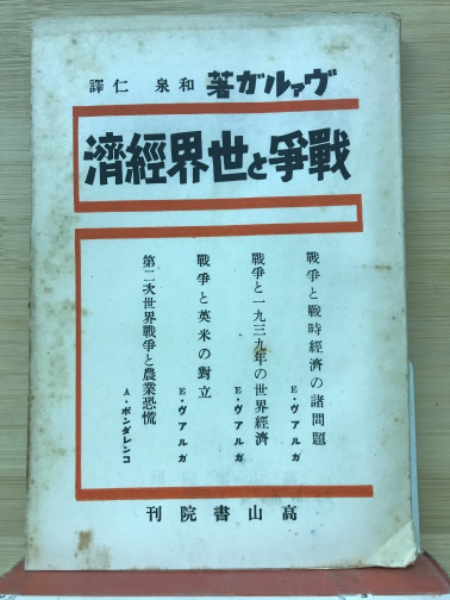 ヴァルガ著 和泉仁譯
戰爭と世界經濟
戰爭と戰時經濟の諸問題
E・ヴアルガ
戰爭と一九三九年の世界經濟
E・ヴアルガ
戰爭と英米の對立
E・ヴアルガ
第二次世界戰爭と農業恐慌
A・ボンダレンコ
高山書院刊